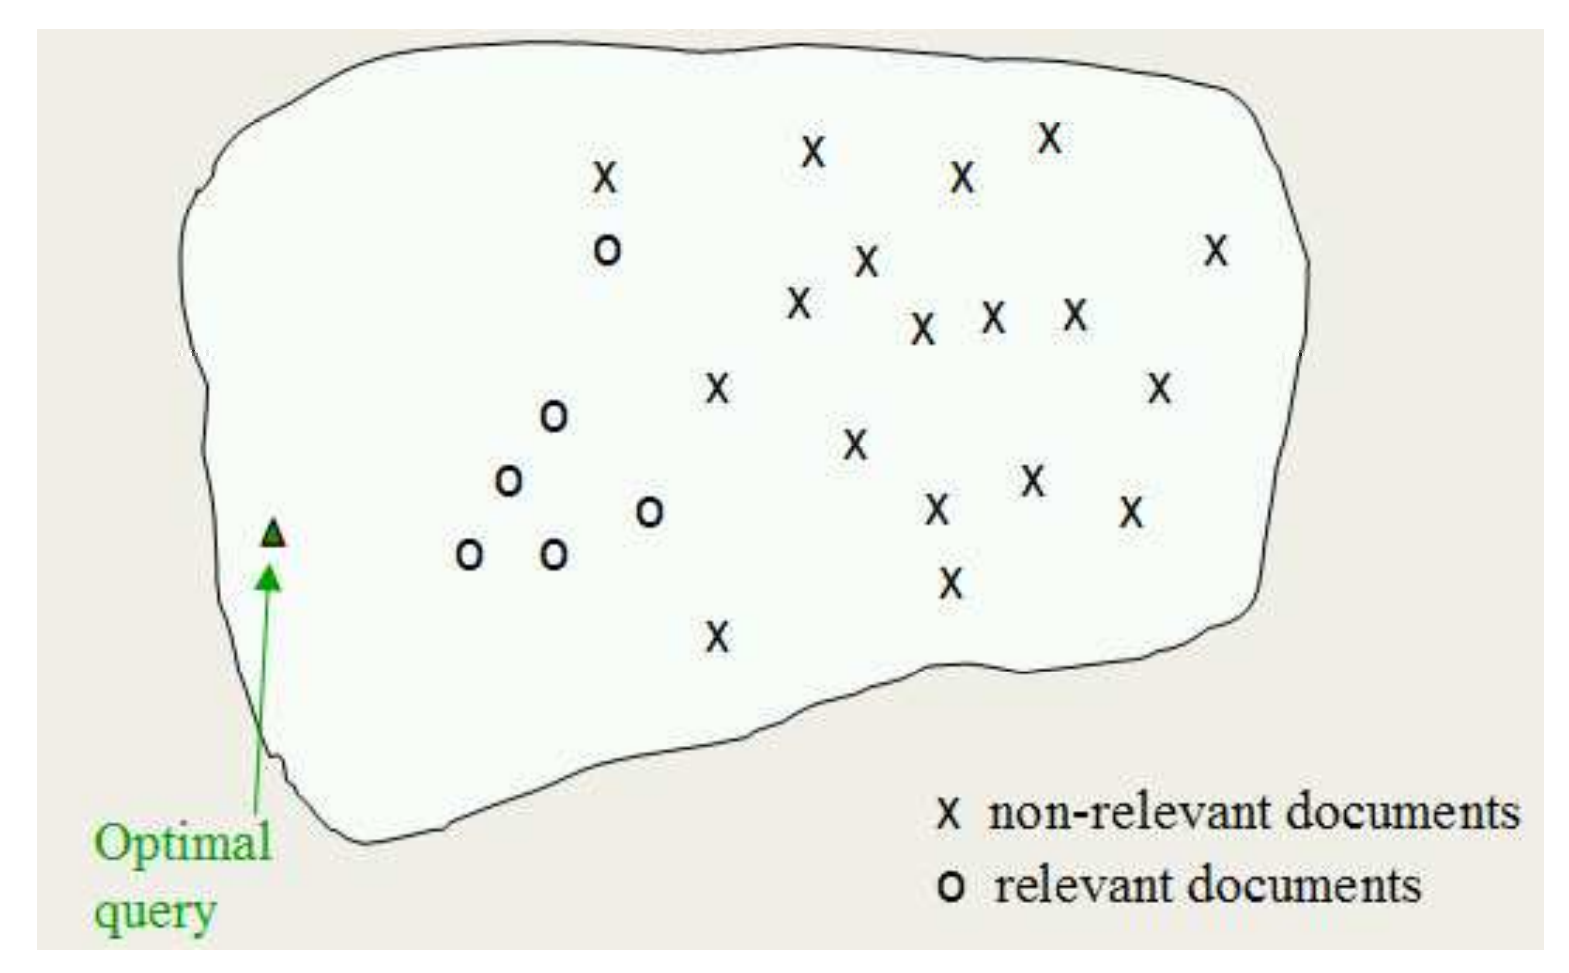 Optimal
query
x non-relevant documents
o relevant documents